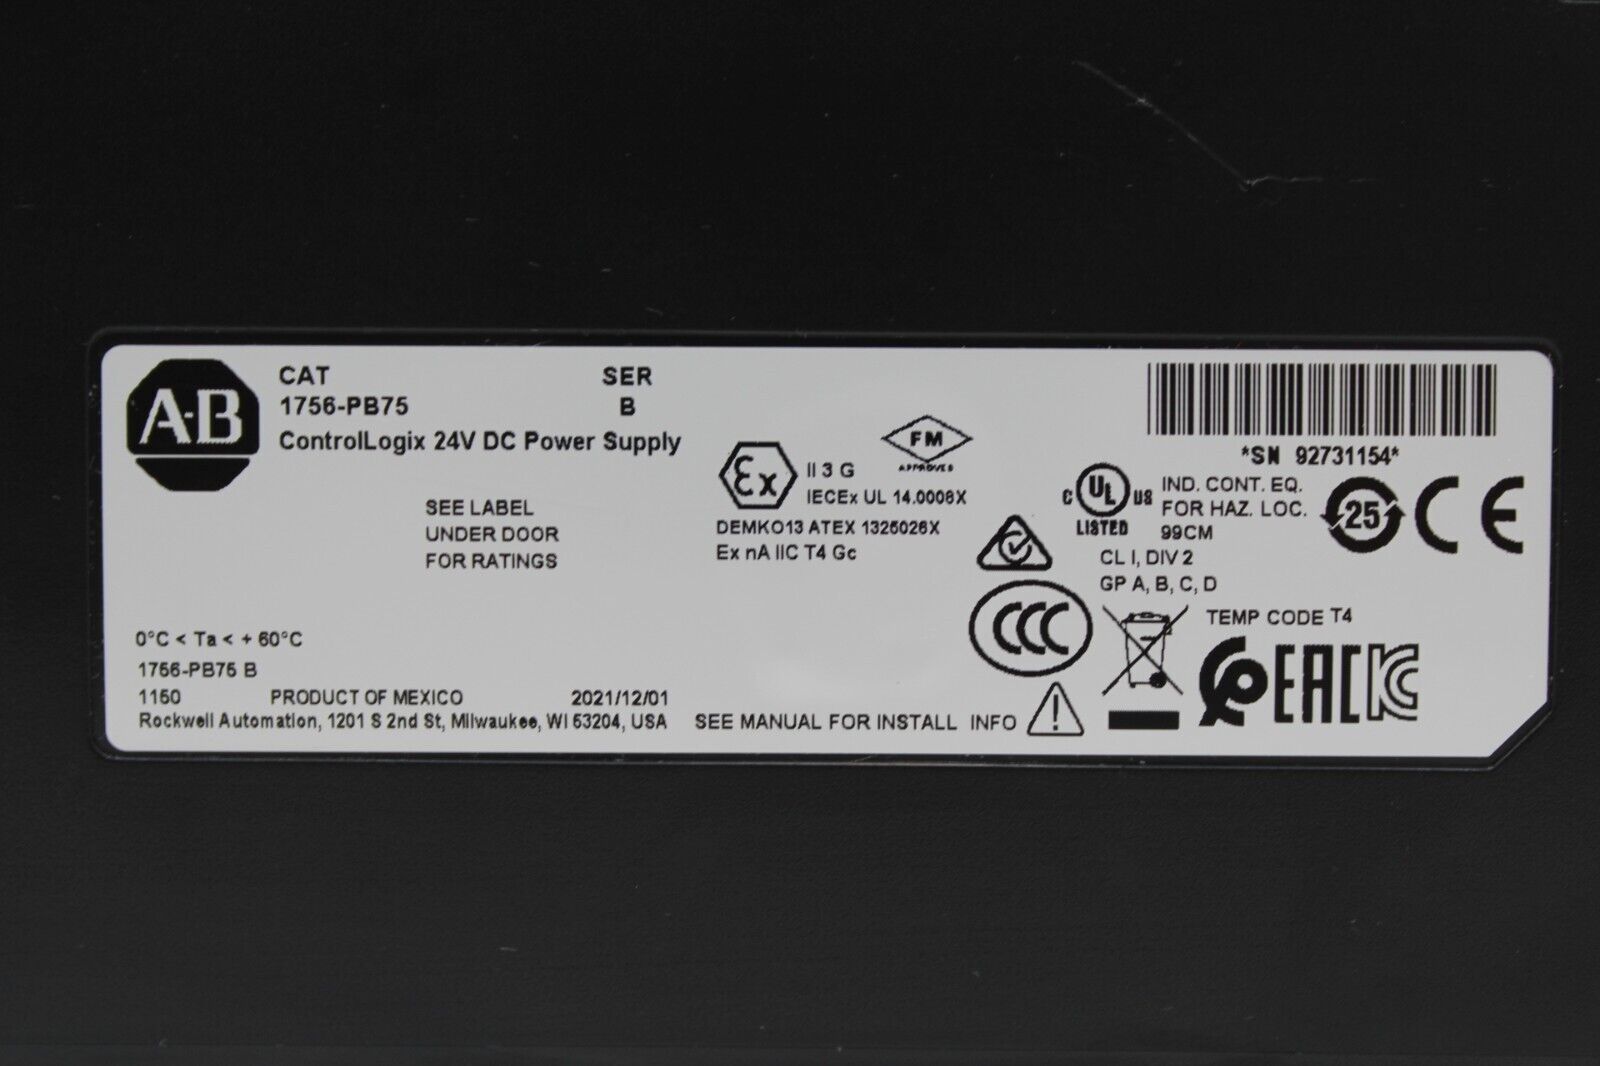 A-B
CAT SER
1756-PB75 B
ControlLogix 24V DC Power Supply
SEE LABEL
UNDER DOOR
FOR RATINGS
0°C < Ta < + 60°C
1756-PB75 B
1150 PRODUCT OF MEXICO 2021/12/01
Rockwell Automation, 1201 S 2nd St, Milwaukee, WI 53204, USA
Ex II 3 G
IECEx UL 14.0008X
DEMKO13 ATEX 1325026X
Ex nA IIC T4 Gc
FM
APPROVED
SEE MANUAL FOR INSTALL INFO
*SN 92731154*
C UL US
LISTED
IND. CONT. EQ.
FOR HAZ. LOC.
99CM
CL I, DIV 2
GP A, B, C, D
TEMP CODE T4
25
CE
CCC
EAC
KC